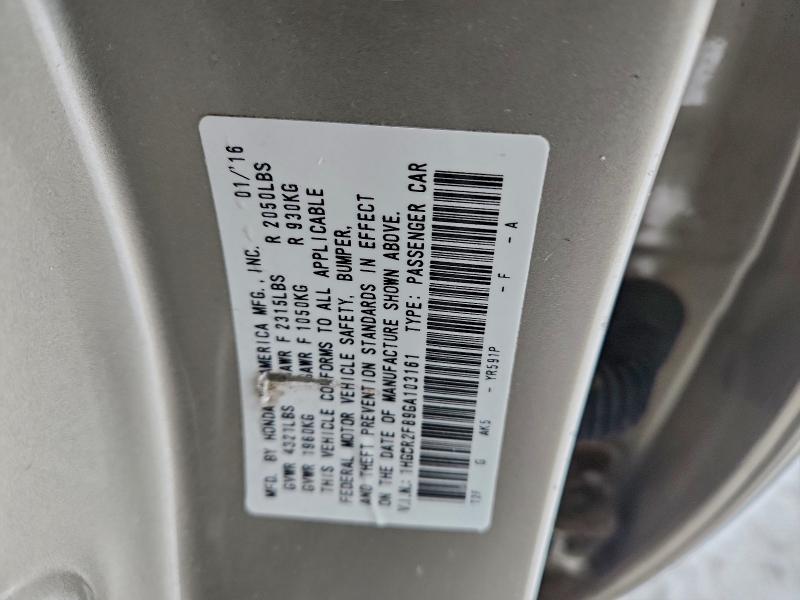 MFD. BY HONDA AMERICA MFG., INC. 01/'16
GVWR 4321LBS GAWR F 2315LBS R 2050LBS
GVWR 1960KG GAWR F 1050KG R 930KG
THIS VEHICLE CONFORMS TO ALL APPLICABLE
FEDERAL MOTOR VEHICLE SAFETY, BUMPER,
AND THEFT PREVENTION STANDARDS IN EFFECT
ON THE DATE OF MANUFACTURE SHOWN ABOVE.
V.I.N.: 1HGCR2F89GA103161 TYPE: PASSENGER CAR
T2F G AK5 - YR591P - F - A